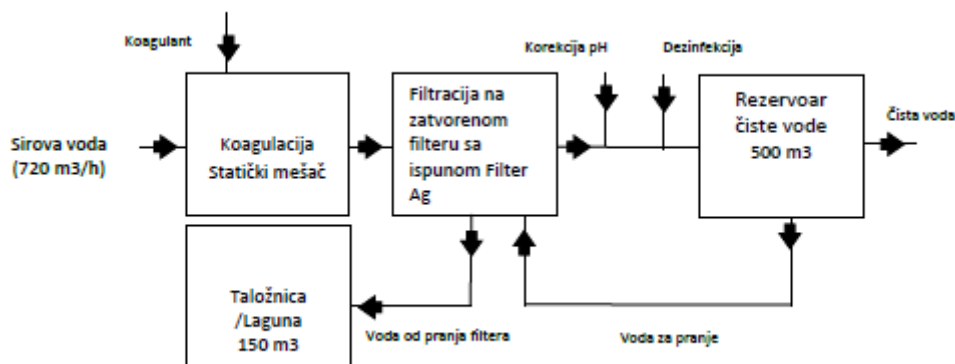 Koagulant
Korekcija pH
Dezinfekcija
Sirova voda
(720 m3/h)
Koagulacija
Statički mešač
Filtracija na
zatvorenom
filteru sa
ispunom Filter
Ag
Rezervoar
čiste vode
500 m3
Čista voda
Taložnica
/Laguna
150 m3
Voda od pranja filtera
Voda za pranje